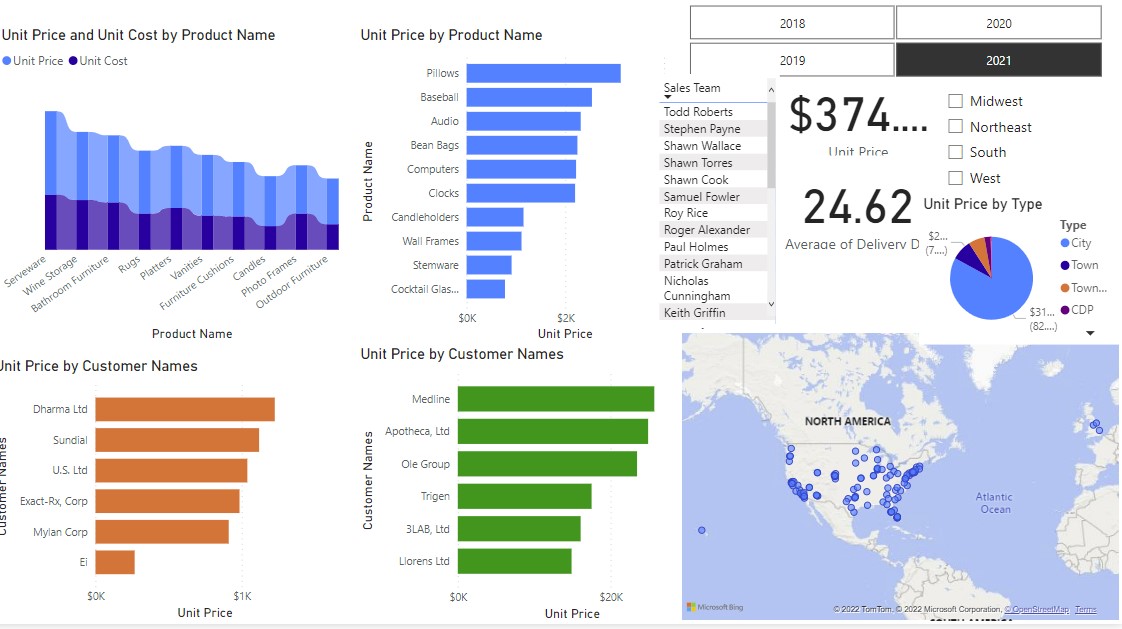 Unit Price and Unit Cost by Product Name
Unit Price
Unit Cost
Serveware
Wine Storage
Bathroom Furniture
Rugs
Platters
Vanities
Furniture Cushions
Candles
Photo Frames
Outdoor Furniture
Product Name
Unit Price by Product Name
Product Name
Pillows
Baseball
Audio
Bean Bags
Computers
Clocks
Candleholders
Wall Frames
Stemware
Cocktail Glas...
$0K
$2K
Unit Price
2018
2020
2019
2021
Sales Team
Todd Roberts
Stephen Payne
Shawn Wallace
Shawn Torres
Shawn Cook
Samuel Fowler
Roy Rice
Roger Alexander
Paul Holmes
Patrick Graham
Nicholas
Cunningham
Keith Griffin
$374....
Unit Price
24.62
Average of Delivery D
Midwest
Northeast
South
West
Unit Price by Type
$2...
(7....)
$31...
(82....)
Type
City
Town
Town...
CDP
Unit Price by Customer Names
Customer Names
Dharma Ltd
Sundial
U.S. Ltd
Exact-Rx, Corp
Mylan Corp
Ei
$0K
$1K
Unit Price
Unit Price by Customer Names
Customer Names
Medline
Apotheca, Ltd
Ole Group
Trigen
3LAB, Ltd
Llorens Ltd
$0K
$20K
Unit Price
NORTH AMERICA
Atlantic
Ocean
Microsoft Bing
© 2022 TomTom, © 2022 Microsoft Corporation, © OpenStreetMap Terms
SOUTH AMERICA